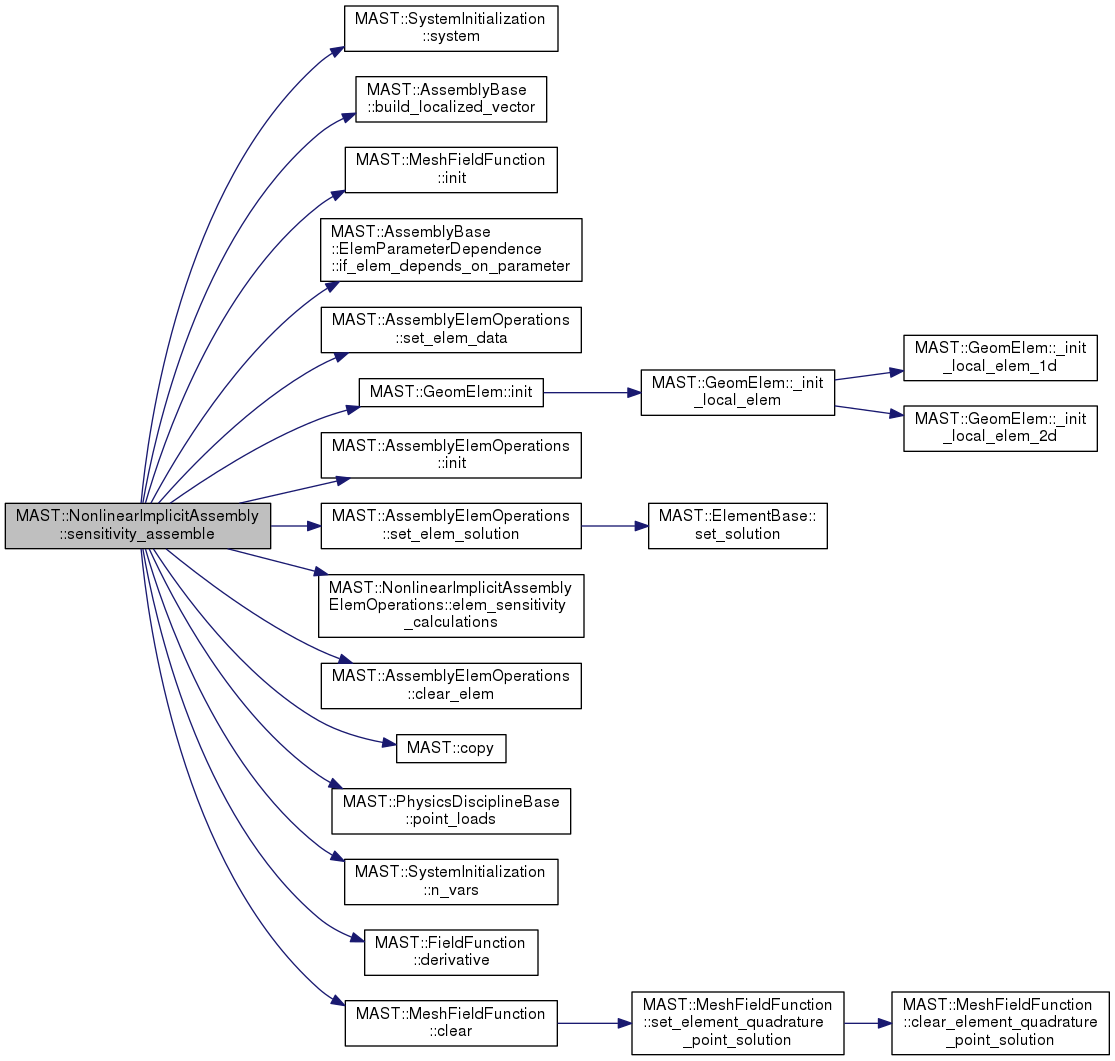 MAST::SystemInitialization
::system
MAST::AssemblyBase
::build_localized_vector
MAST::MeshFieldFunction
::init
MAST::AssemblyBase
::ElemParameterDependence
::if_elem_depends_on_parameter
MAST::AssemblyElemOperations
::set_elem_data
MAST::GeomElem::init
MAST::GeomElem::_init
_local_elem
MAST::GeomElem::_init
_local_elem_1d
MAST::GeomElem::_init
_local_elem_2d
MAST::AssemblyElemOperations
::init
MAST::NonlinearImplicitAssembly
::sensitivity_assemble
MAST::AssemblyElemOperations
::set_elem_solution
MAST::ElementBase::
set_solution
MAST::NonlinearImplicitAssembly
ElemOperations::elem_sensitivity
_calculations
MAST::AssemblyElemOperations
::clear_elem
MAST::copy
MAST::PhysicsDisciplineBase
::point_loads
MAST::SystemInitialization
::n_vars
MAST::FieldFunction
::derivative
MAST::MeshFieldFunction
::clear
MAST::MeshFieldFunction
::set_element_quadrature
_point_solution
MAST::MeshFieldFunction
::clear_element_quadrature
_point_solution